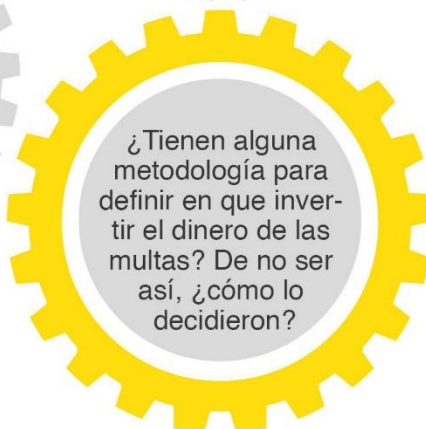 ¿Tienen alguna
metodología para
definir en que inver-
tir el dinero de las
multas? De no ser
así, ¿cómo lo
decidieron?